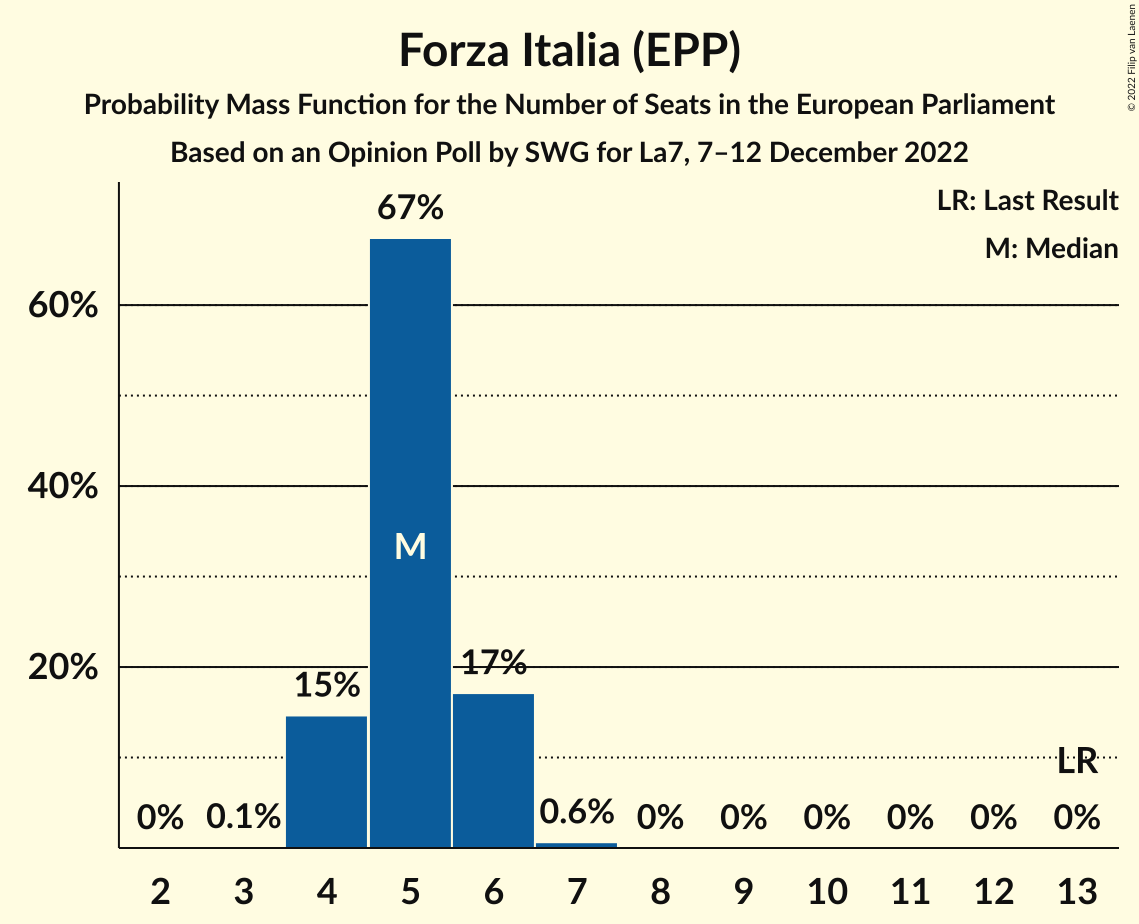 Forza Italia (EPP)
Probability Mass Function for the Number of Seats in the European Parliament
Based on an Opinion Poll by SWG for La7, 7–12 December 2022
© 2022 Filip van Laenen
LR: Last Result
M: Median
67%
60%
40%
M
20%
15%
17%
LR
0%
0.1%
0.6%
0%
0%
0%
0%
0%
0%
2 3 4 5 6 7 8 9 10 11 12 13